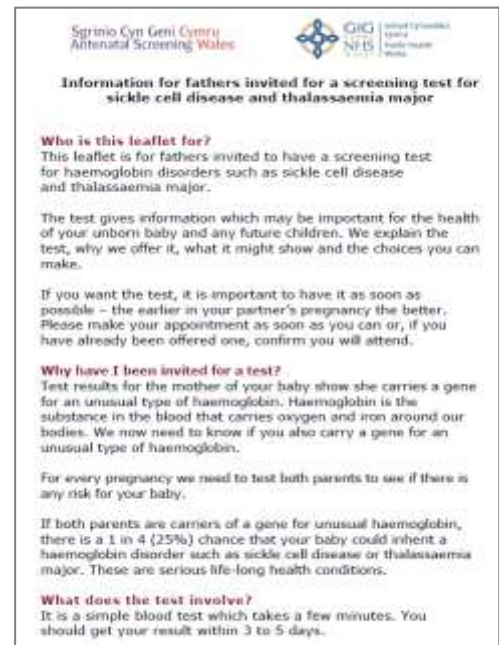 Sgrinio Cyn Geni Cymru
Antenatal Screening Wales
GIG
NHS
Information for fathers invited for a screening test for
sickle cell disease and thalassaemia major
Who is this leaflet for?
This leaflet is for fathers invited to have a screening test
for haemoglobin disorders such as sickle cell disease
and thalassaemia major.
The test gives information which may be important for the health
of your unborn baby and any future children. We explain the
test, why we offer it, what it might show and the choices you can
make.
If you want the test, it is important to have it as soon as
possible – the earlier in your partner's pregnancy the better.
Please make your appointment as soon as you can or, if you
have already been offered one, confirm you will attend.
Why have I been invited for a test?
Test results for the mother of your baby show she carries a gene
for an unusual type of haemoglobin. Haemoglobin is the
substance in the blood that carries oxygen and iron around our
bodies. We now need to know if you also carry a gene for an
unusual type of haemoglobin.
For every pregnancy we need to test both parents to see if there is
any risk for your baby.
If both parents are carriers of a gene for unusual haemoglobin,
there is a 1 in 4 (25%) chance that your baby could inherit a
haemoglobin disorder such as sickle cell disease or thalassaemia
major. These are serious life-long health conditions.
What does the test involve?
It is a simple blood test which takes a few minutes. You
should get your result within 3 to 5 days.